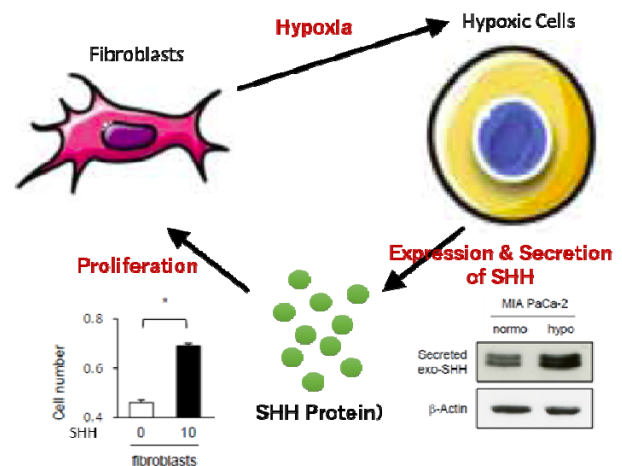 Hypoxia
Hypoxic Cells
Fibroblasts
Expression & Secretion
of SHH
Proliferation
SHH Protein)
MIA PaCa-2
normo hypo
Secreted
exo-SHH
β-Actin
*
0.8
0.6
0.4
Cell number
SHH 0 10
fibroblasts